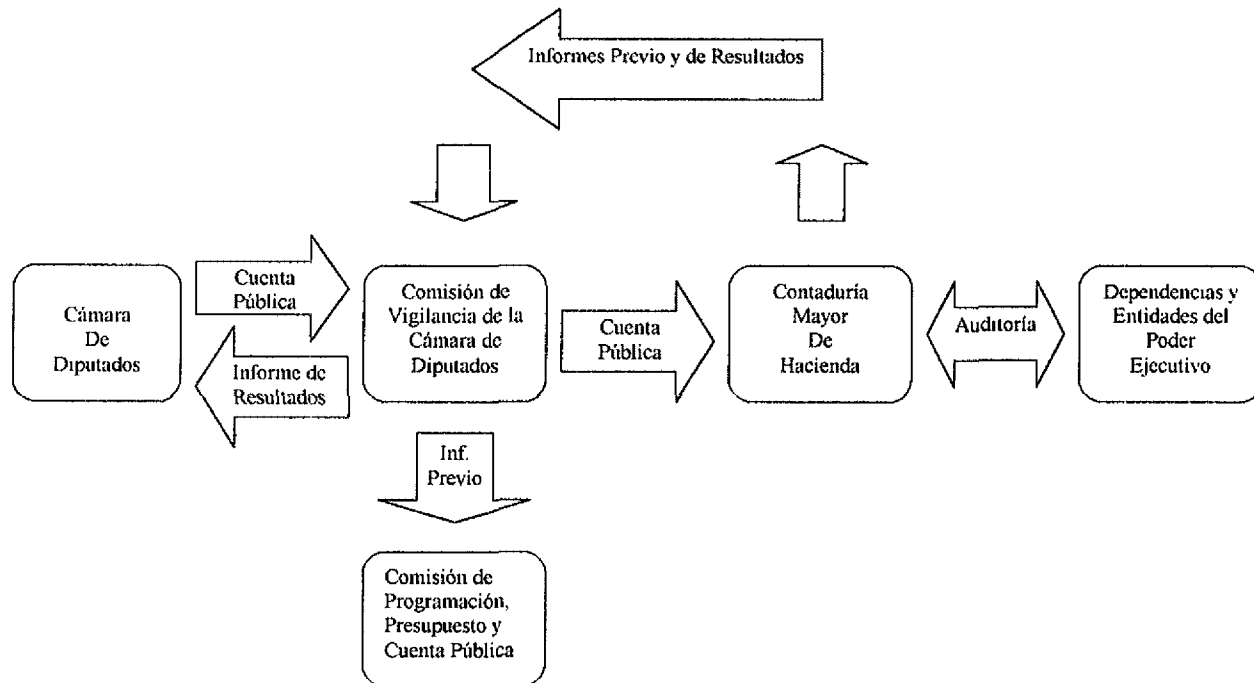 Informes Previo y de Resultados
Cámara
De
Diputados
Cuenta
Pública
Informe de
Resultados
Comisión de
Vigilancia de la
Cámara de
Diputados
Cuenta
Pública
Contaduría
Mayor
De
Hacienda
Auditoría
Dependencias y
Entidades del
Poder
Ejecutivo
Inf.
Previo
Comisión de
Programación,
Presupuesto y
Cuenta Pública